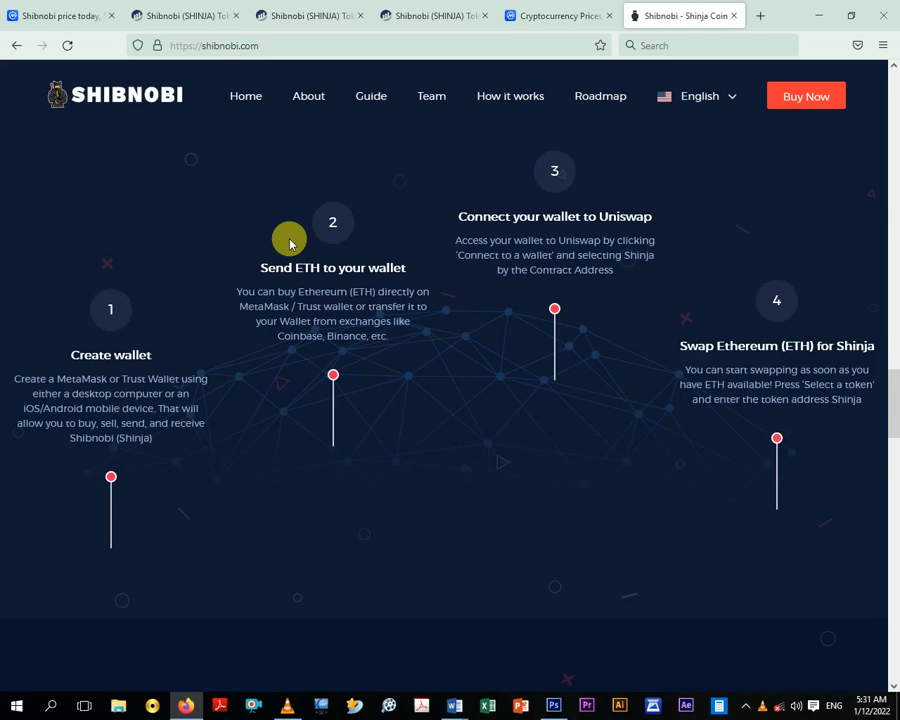 Shibnobi price today,
Shibnobi (SHINJA) To
Shibnobi (SHINJA) Tol
Shibnobi (SHINJA) Tol
Cryptocurrency Prices,
Shibnobi - Shinja Coin
https://shibnobi.com
Search
SHIBNOBI
Home
About
Guide
Team
How it works
Roadmap
English
Buy Now
1
Create wallet
Create a MetaMask or Trust Wallet using
either a desktop computer or an
iOS/Android mobile device. That will
allow you to buy, sell, send, and receive
Shibnobi (Shinja)
2
Send ETH to your wallet
You can buy Ethereum (ETH) directly on
MetaMask / Trust wallet or transfer it to
your Wallet from exchanges like
Coinbase, Binance, etc.
3
Connect your wallet to Uniswap
Access your wallet to Uniswap by clicking
'Connect to a wallet' and selecting Shinja
by the Contract Address
4
Swap Ethereum (ETH) for Shinja
You can start swapping as soon as you
have ETH available! Press 'Select a token'
and enter the token address Shinja
ENG
5:31 AM
1/12/2022